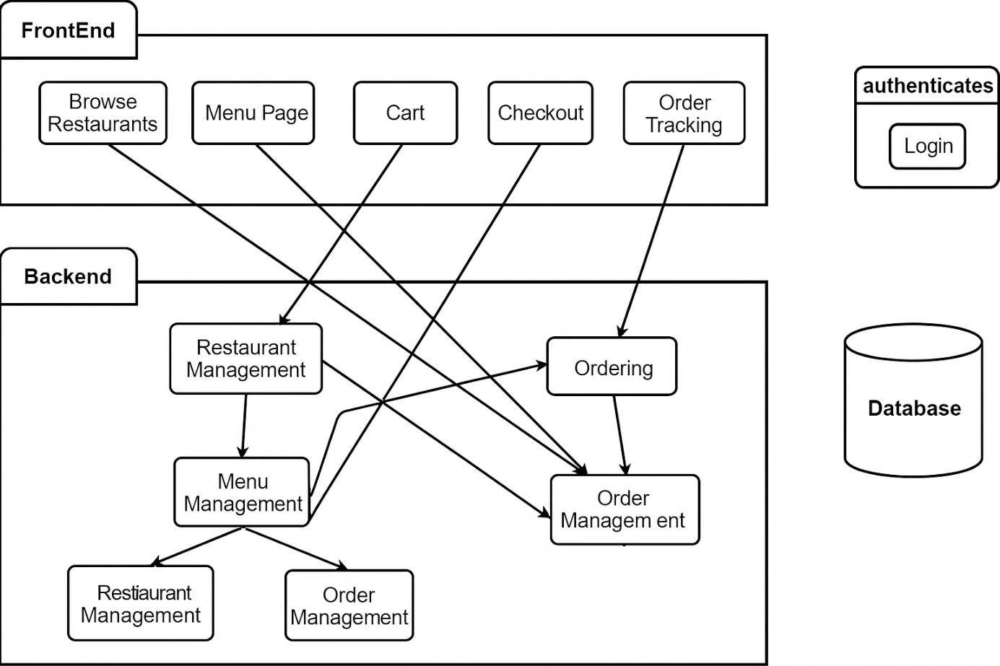 FrontEnd
Browse
Restaurants
Menu Page
Cart
Checkout
Order
Tracking
authenticates
Login
Backend
Restaurant
Management
Ordering
Database
Menu
Management
Order
Managem ent
Restiaurant
Management
Order
Management